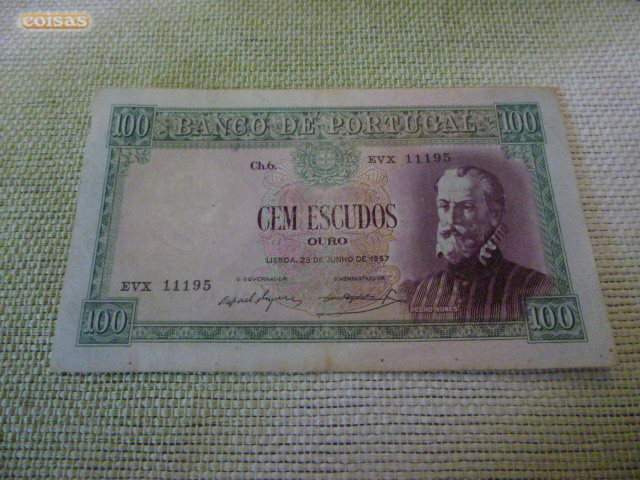 coisas
100 BANCO DE PORTUGAL 100
Ch.6. EVX 11195
CEM ESCUDOS
OURO
LISBOA, 25 DE JUNHO DE 1957
O GOVERNADOR O ADMINISTRADOR
EVX 11195
PEDRO NUNES
100 100